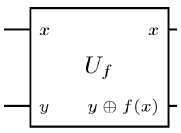 x x
U_f
y y ⊕ f(x)